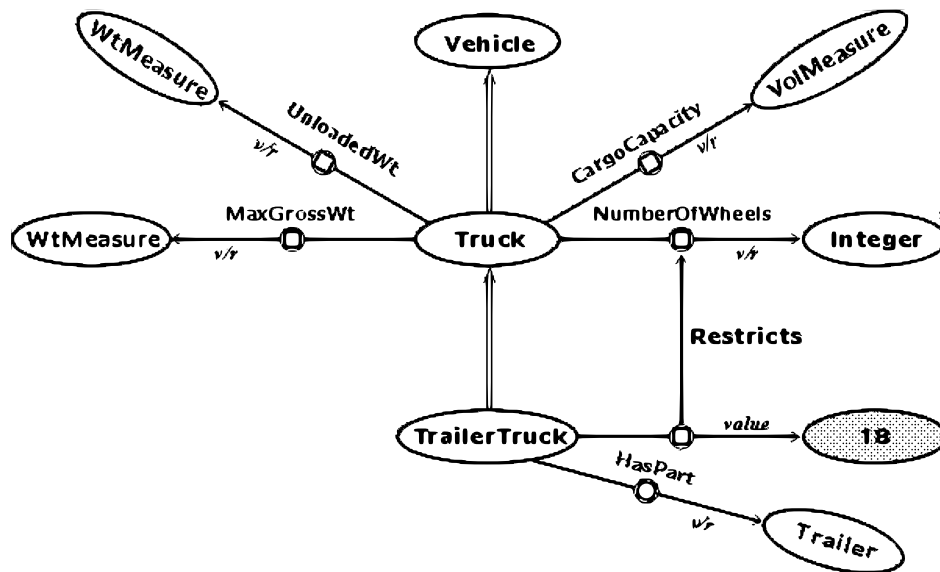 WtMeasure
Vehicle
VolMeasure
UnloadedWt
v/r
CargoCapacity
v/r
MaxGrossWt
NumberOfWheels
WtMeasure
v/r
Truck
v/r
Integer
Restricts
TrailerTruck
value
18
HasPart
v/r
Trailer